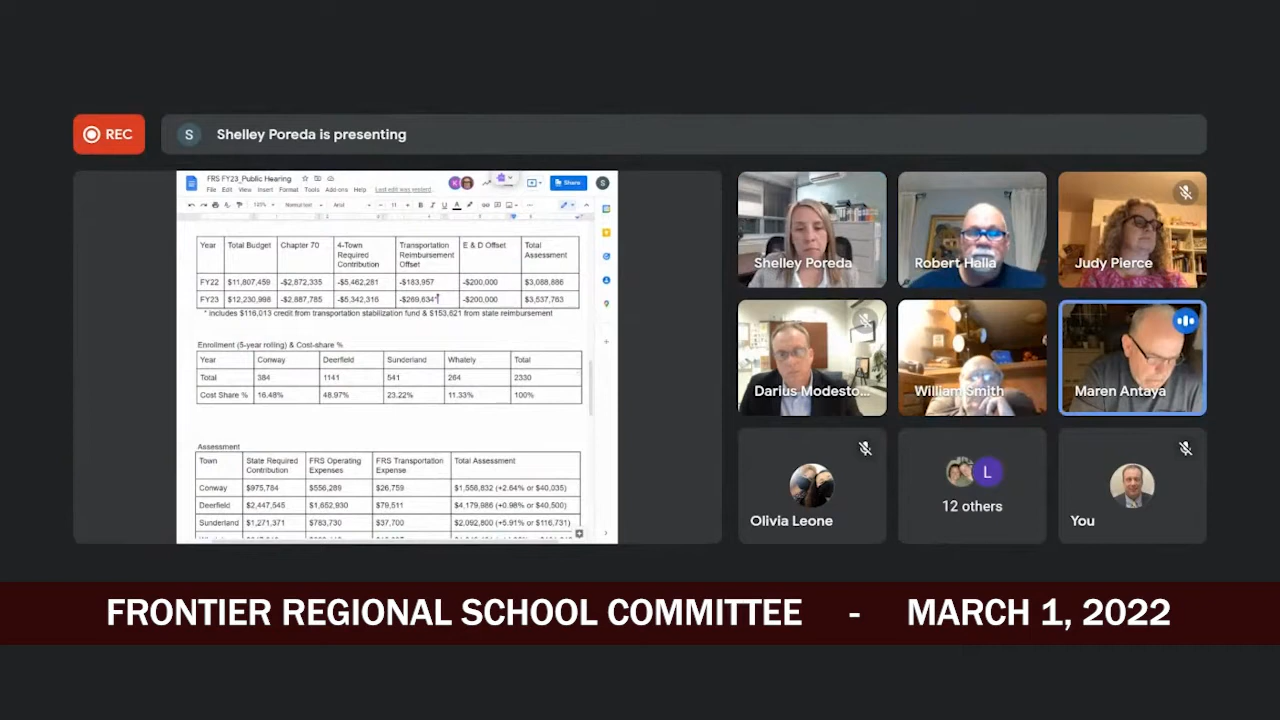 REC
S
Shelley Poreda is presenting
FRS FY23_Public Hearing
File Edit View Insert Format Tools Add-ons Help
K
Share
S
Year Total Budget Chapter 70 4-Town Required Contribution Transportation Reimbursement Offset E & D Offset Total Assessment
FY22 $11,807,459 -$2,872,335 -$5,462,281 -$183,957 -$200,000 $3,088,886
FY23 $12,230,998 -$2,887,785 -$5,342,316 -$269,634* -$200,000 $3,537,763
* Includes $116,013 credit from transportation stabilization fund & $153,621 from state reimbursement
Enrollment (5-year rolling) & Cost-share %
Year Conway Deerfield Sunderland Whately Total
Total 384 1141 541 264 2330
Cost Share % 16.48% 48.97% 23.22% 11.33% 100%
Assessment
Town State Required Contribution FRS Operating Expenses FRS Transportation Expense Total Assessment
Conway $975,784 $556,289 $26,759 $1,558,832 (+2.64% or $40,035)
Deerfield $2,447,545 $1,652,930 $79,511 $4,179,986 (+0.98% or $40,500)
Sunderland $1,271,371 $783,730 $37,700 $2,092,800 (+5.91% or $116,731)
Shelley Poreda
Robert Halla
Judy Pierce
Darius Modesto...
William Smith
Maren Antaya
Olivia Leone
L
12 others
You
FRONTIER REGIONAL SCHOOL COMMITTEE - MARCH 1, 2022